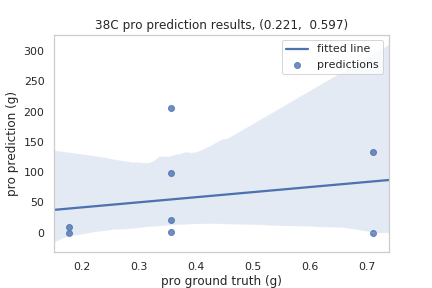 38C pro prediction results, (0.221,  0.597)
fitted line
predictions
pro prediction (g)
300
250
200
150
100
50
0
0.2 0.3 0.4 0.5 0.6 0.7
pro ground truth (g)